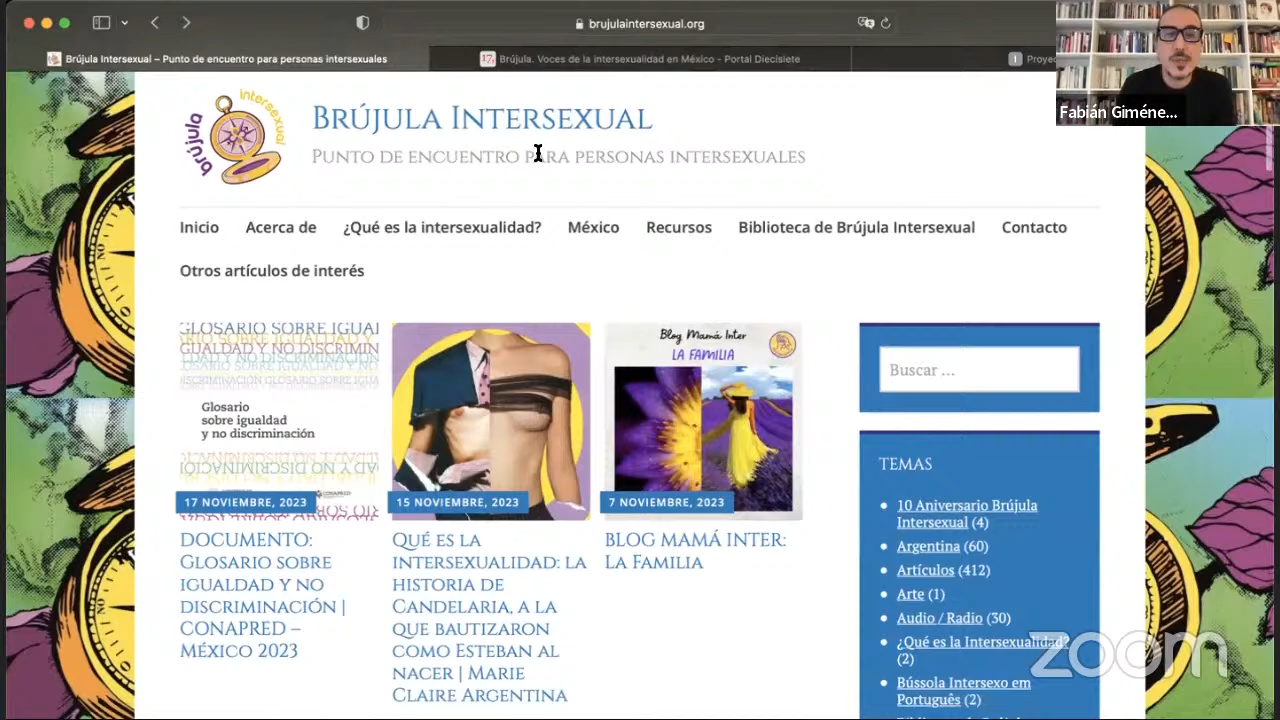 brujulaintersexual.org
Brújula Intersexual – Punto de encuentro para personas intersexuales
Brújula. Voces de la intersexualidad en México - Portal Diecisiete
Fabián Giméne...
brújula intersexual
BRÚJULA INTERSEXUAL
PUNTO DE ENCUENTRO PARA PERSONAS INTERSEXUALES
Inicio Acerca de ¿Qué es la intersexualidad? México Recursos Biblioteca de Brújula Intersexual Contacto
Otros artículos de interés
Glosario
sobre igualdad
y no discriminación
CONAPRED
17 NOVIEMBRE, 2023
DOCUMENTO:
GLOSARIO SOBRE
IGUALDAD Y NO
DISCRIMINACIÓN |
CONAPRED –
MÉXICO 2023
15 NOVIEMBRE, 2023
QUÉ ES LA
INTERSEXUALIDAD: LA
HISTORIA DE
CANDELARIA, A LA
QUE BAUTIZARON
COMO ESTEBAN AL
NACER | MARIE
CLAIRE ARGENTINA
Blog Mamá Inter
LA FAMILIA
7 NOVIEMBRE, 2023
BLOG MAMÁ INTER:
LA FAMILIA
Buscar ...
TEMAS
10 Aniversario Brújula
Intersexual (4)
Argentina (60)
Artículos (412)
Arte (1)
Audio / Radio (30)
¿Qué es la Intersexualidad?
(2)
Bússola Intersexo em
Português (2)
zoom